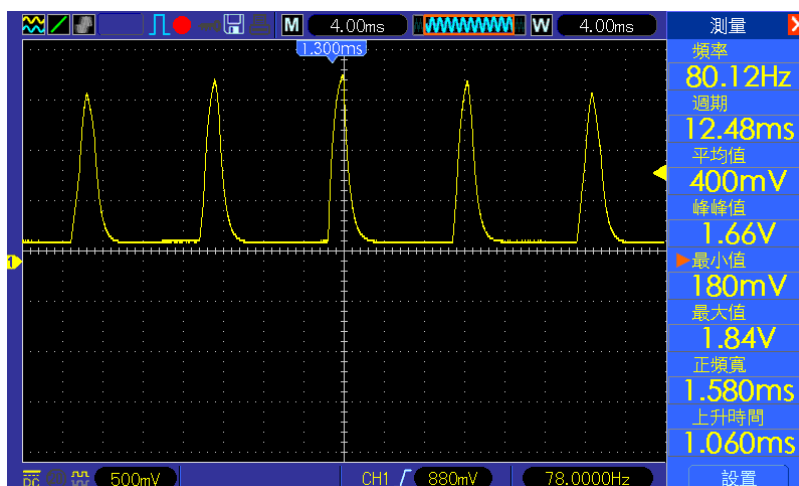 M 4.00ms W 4.00ms
1.300ms
測量
頻率
80.12Hz
週期
12.48ms
平均值
400mV
峰峰值
1.66V
最小值
180mV
最大值
1.84V
正頻寬
1.580ms
上升時間
1.060ms
設置
1
DC 500mV CH1 880mV 78.0000Hz